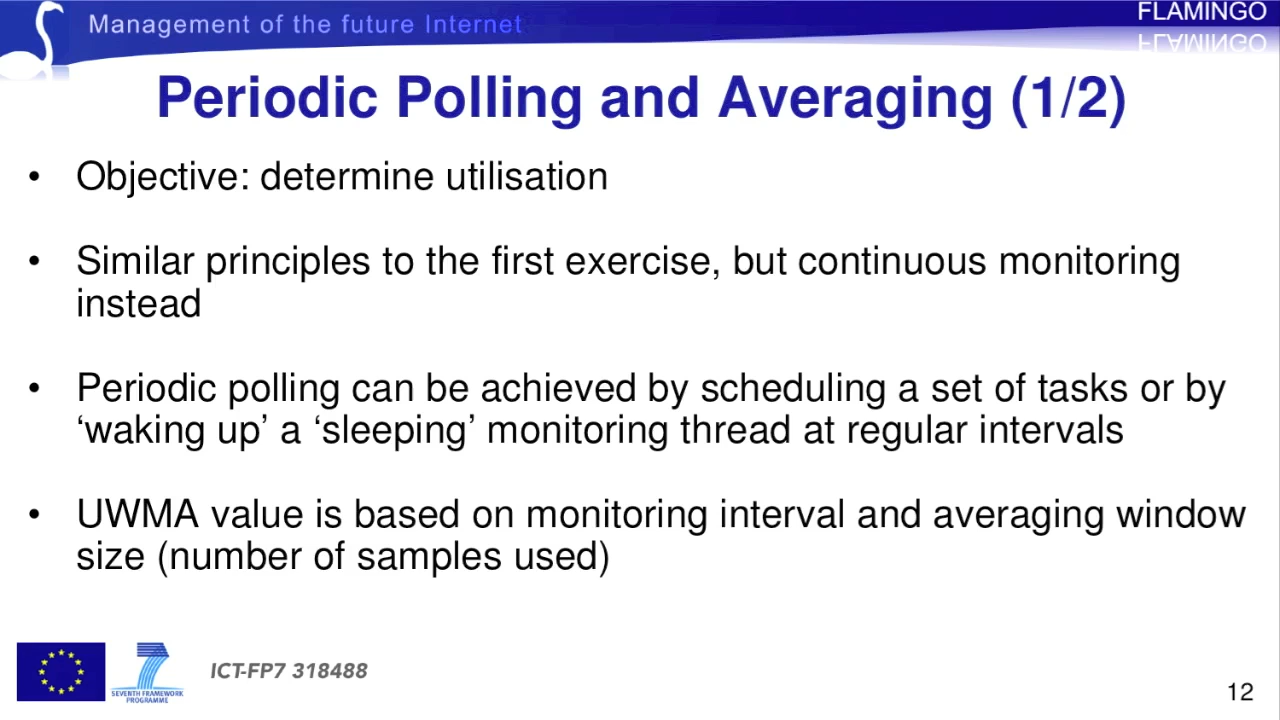 Management of the future Internet
FLAMINGO
Periodic Polling and Averaging (1/2)
• Objective: determine utilisation
• Similar principles to the first exercise, but continuous monitoring
instead
• Periodic polling can be achieved by scheduling a set of tasks or by
‘waking up’ a ‘sleeping’ monitoring thread at regular intervals
• UWMA value is based on monitoring interval and averaging window
size (number of samples used)
SEVENTH FRAMEWORK
PROGRAMME
ICT-FP7 318488
12